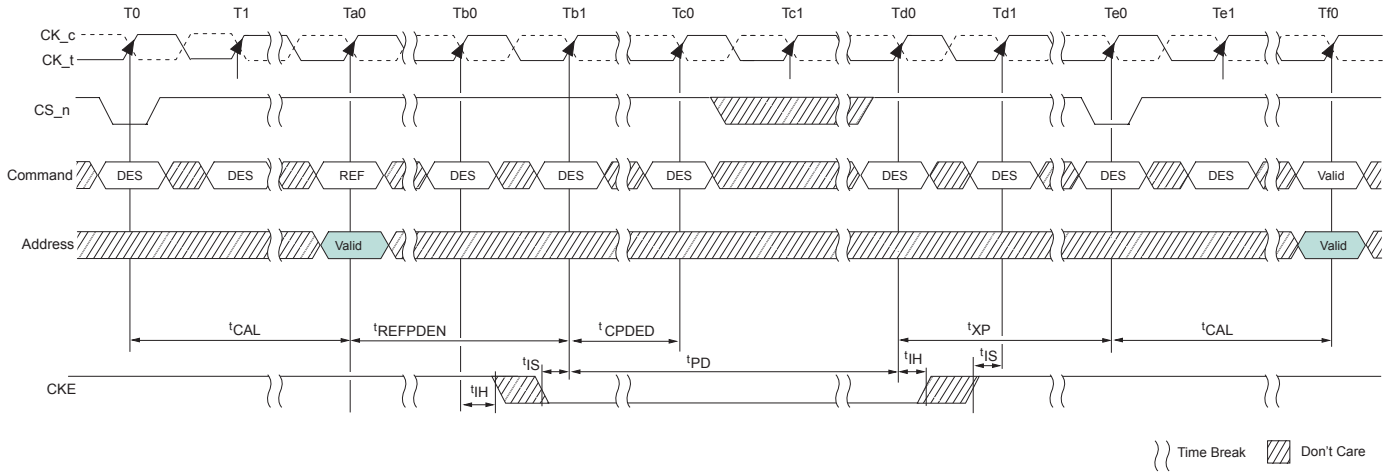 T0 T1 Ta0 Tb0 Tb1 Tc0 Tc1 Td0 Td1 Te0 Te1 Tf0
CK_c
CK_t
CS_n
Command DES DES REF DES DES DES DES DES DES DES Valid
Address Valid Valid
tCAL tREFPDEN tCPDED tXP tCAL
tIS tPD tIH tIS
CKE tIH
Time Break Don't Care